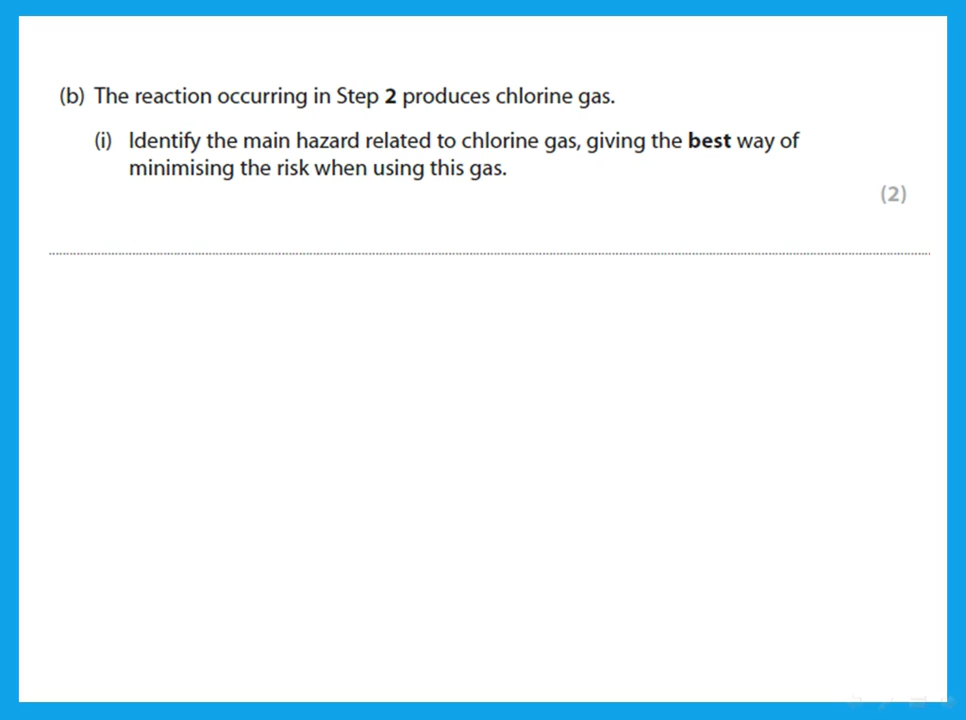 (b) The reaction occurring in Step 2 produces chlorine gas.
(i) Identify the main hazard related to chlorine gas, giving the best way of
minimising the risk when using this gas.
(2)